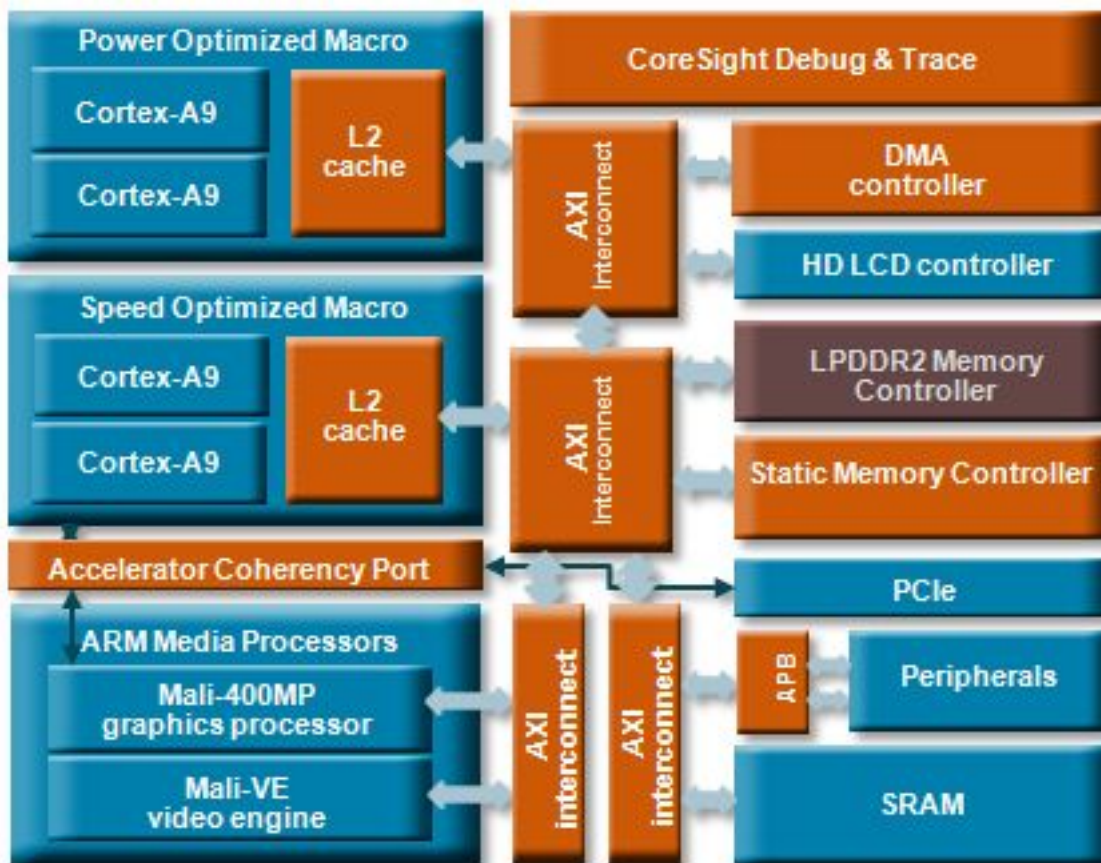 Power Optimized Macro
Cortex-A9
Cortex-A9
L2
cache
CoreSight Debug & Trace
AXI
Interconnect
DMA
controller
HD LCD controller
Speed Optimized Macro
Cortex-A9
Cortex-A9
L2
cache
AXI
Interconnect
LPDDR2 Memory
Controller
Static Memory Controller
Accelerator Coherency Port
PCIe
ARM Media Processors
Mali-400MP
graphics processor
Mali-VE
video engine
AXI
interconnect
AXI
interconnect
APB
Peripherals
SRAM